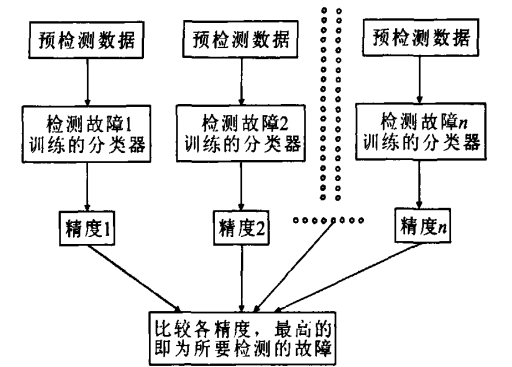 预检测数据
预检测数据
预检测数据
检测故障1
训练的分类器
检测故障2
训练的分类器
检测故障n
训练的分类器
精度1
精度2
精度n
比较各精度，最高的
即为所要检测的故障